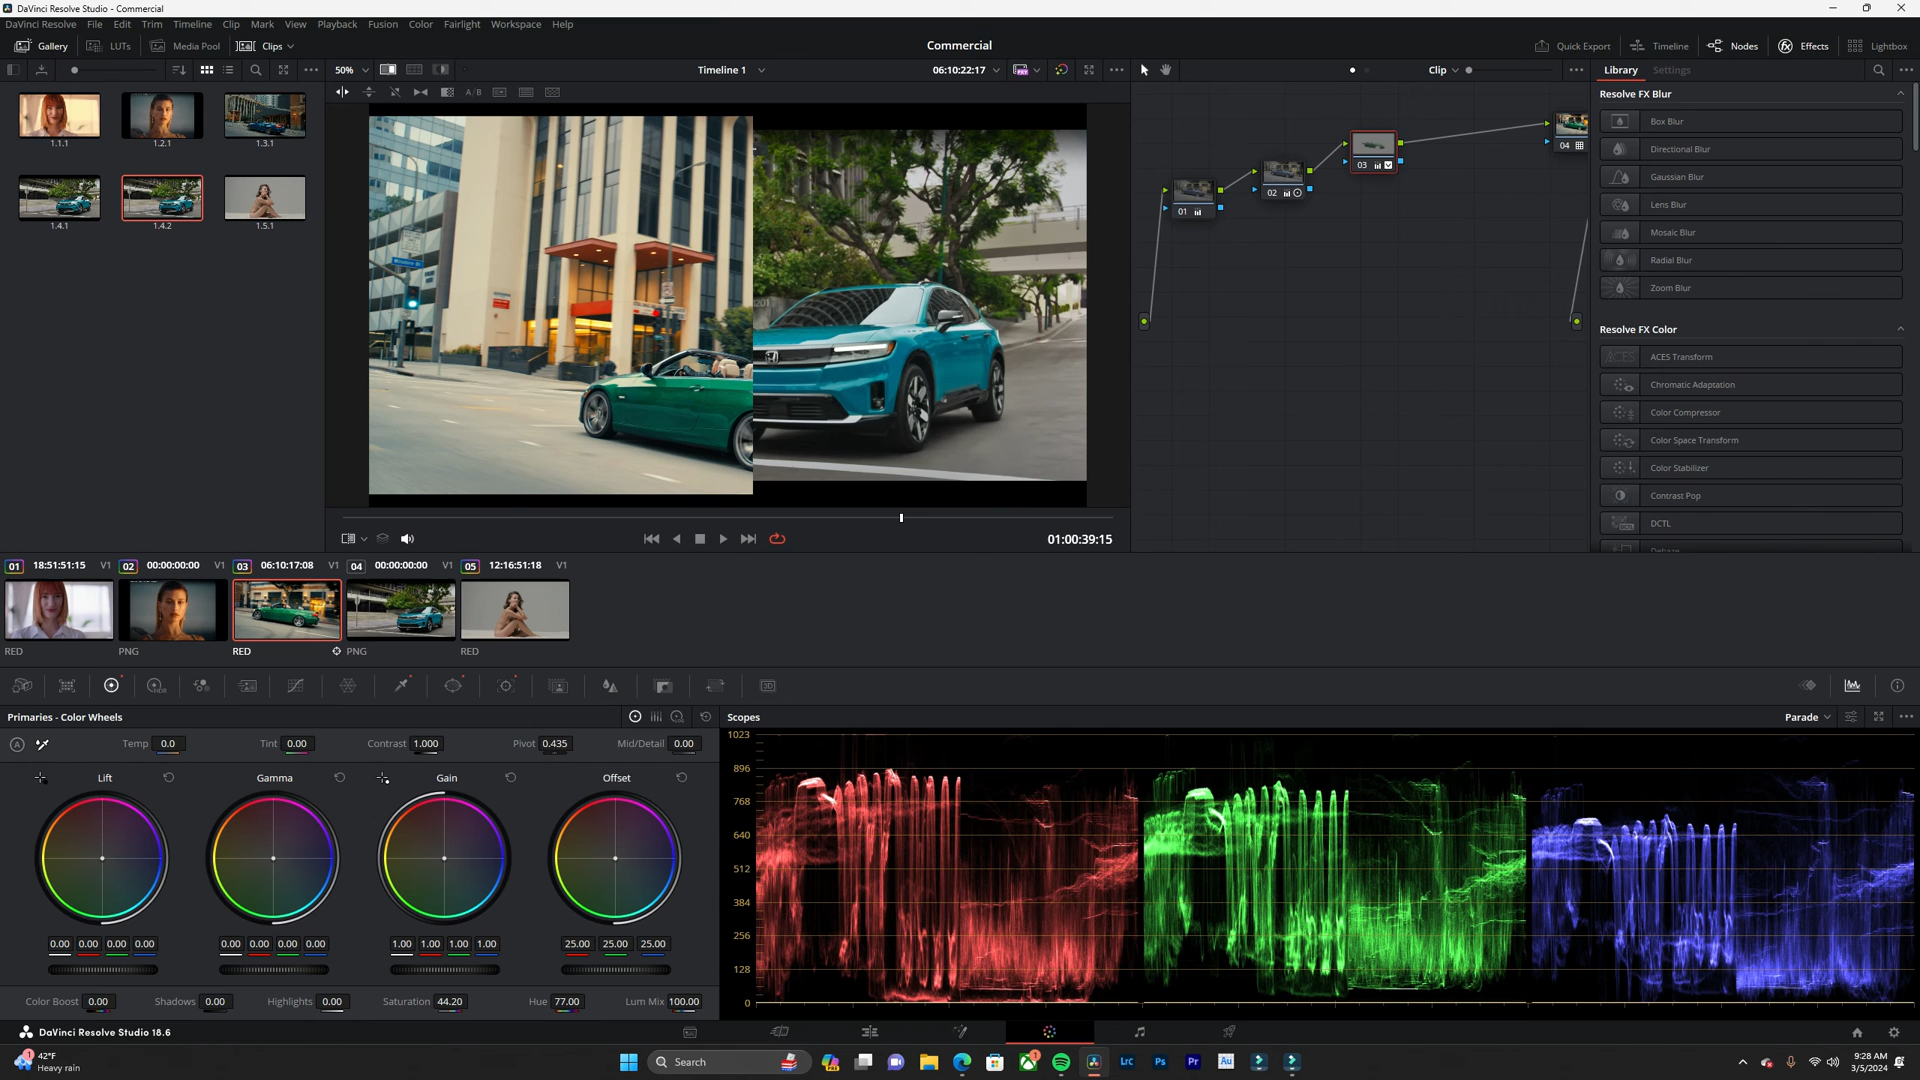 DaVinci Resolve Studio - Commercial
DaVinci Resolve File Edit Trim Timeline Clip Mark View Playback Fusion Color Fairlight Workspace Help
Gallery LUTs Media Pool Clips Commercial Quick Export Timeline Nodes Effects Lightbox
50% Timeline 1 06:10:22:17 Clip Library Settings
A/B
Resolve FX Blur
Box Blur
Directional Blur
Gaussian Blur
Lens Blur
Mosaic Blur
Radial Blur
Zoom Blur
Resolve FX Color
ACES Transform
Chromatic Adaptation
Color Compressor
Color Space Transform
Color Stabilizer
Contrast Pop
DCTL
1.1.1 1.2.1 1.3.1
1.4.1 1.4.2 1.5.1
01 02 03 04
01:00:39:15
01 18:51:51:15 V1 02 00:00:00:00 V1 03 06:10:17:08 V1 04 00:00:00:00 V1 05 12:16:51:18 V1
RED PNG RED PNG RED
Primaries - Color Wheels
Temp 0.0 Tint 0.00 Contrast 1.000 Pivot 0.435 Mid/Detail 0.00
Lift Gamma Gain Offset
0.00 0.00 0.00 0.00 0.00 0.00 0.00 0.00 1.00 1.00 1.00 1.00 25.00 25.00 25.00
Color Boost 0.00 Shadows 0.00 Highlights 0.00 Saturation 44.20 Hue 77.00 Lum Mix 100.00
Scopes Parade
1023
896
768
640
512
384
256
128
0
DaVinci Resolve Studio 18.6
42°F
Heavy rain
Search
Lrc Ps Pr Au
9:28 AM
3/5/2024